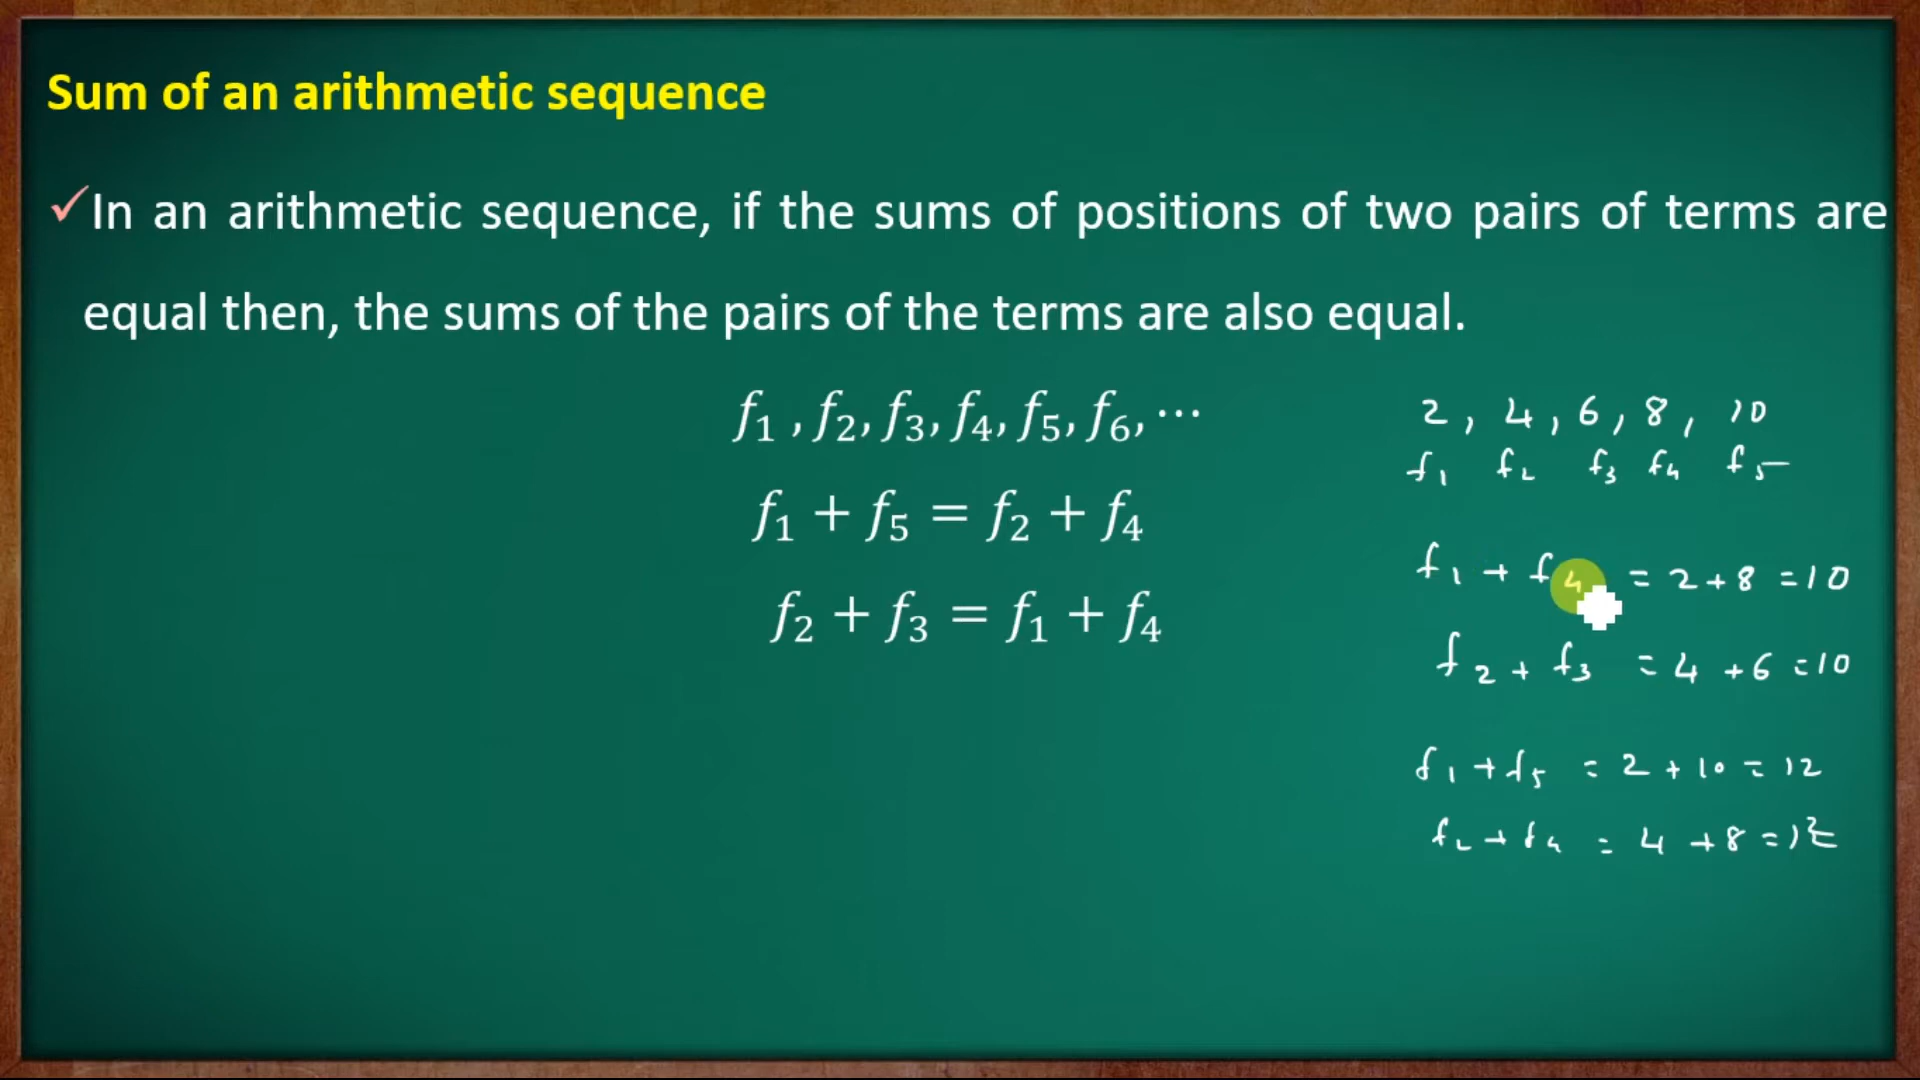 Sum of an arithmetic sequence
✓In an arithmetic sequence, if the sums of positions of two pairs of terms are
equal then, the sums of the pairs of the terms are also equal.
f₁ , f₂, f₃, f₄, f₅, f₆, ⋯
f₁ + f₅ = f₂ + f₄
f₂ + f₃ = f₁ + f₄
2 , 4 , 6 , 8 , 10
f₁ f₂ f₃ f₄ f₅
f₁ + f₄ = 2 + 8 = 10
f₂ + f₃ = 4 + 6 = 10
f₁ + f₅ = 2 + 10 = 12
f₂ + f₄ = 4 + 8 = 12